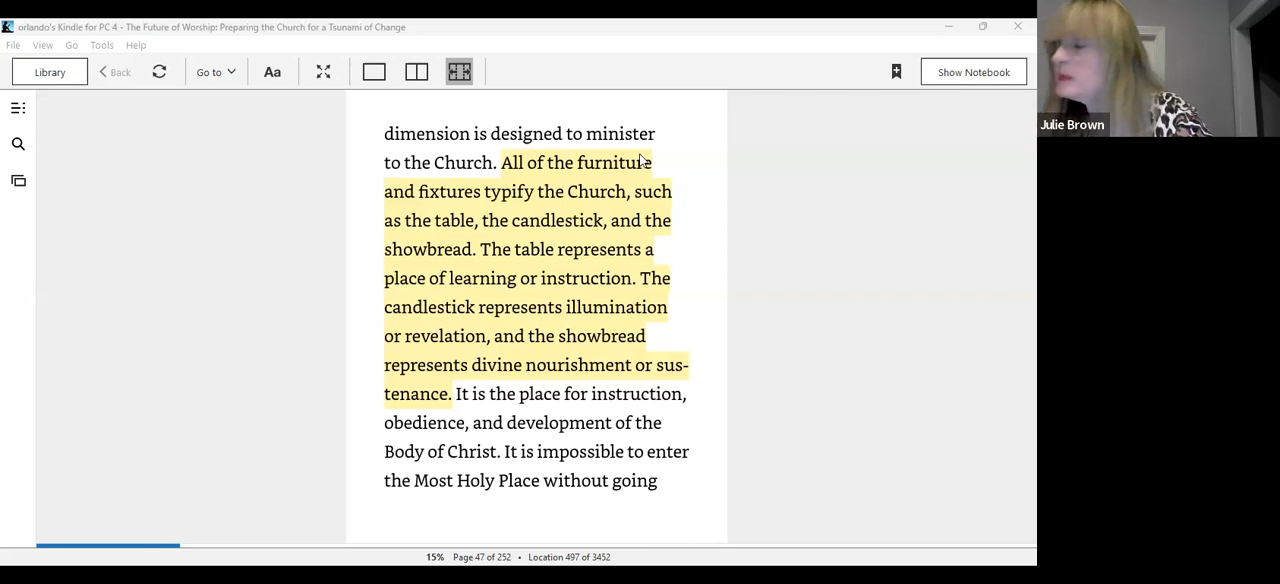 orlando's Kindle for PC 4 - The Future of Worship: Preparing the Church for a Tsunami of Change
File View Go Tools Help
Library Back Go to Aa Show Notebook
Julie Brown
dimension is designed to minister
to the Church. All of the furniture
and fixtures typify the Church, such
as the table, the candlestick, and the
showbread. The table represents a
place of learning or instruction. The
candlestick represents illumination
or revelation, and the showbread
represents divine nourishment or sus-
tenance. It is the place for instruction,
obedience, and development of the
Body of Christ. It is impossible to enter
the Most Holy Place without going
15% Page 47 of 252 • Location 497 of 3452